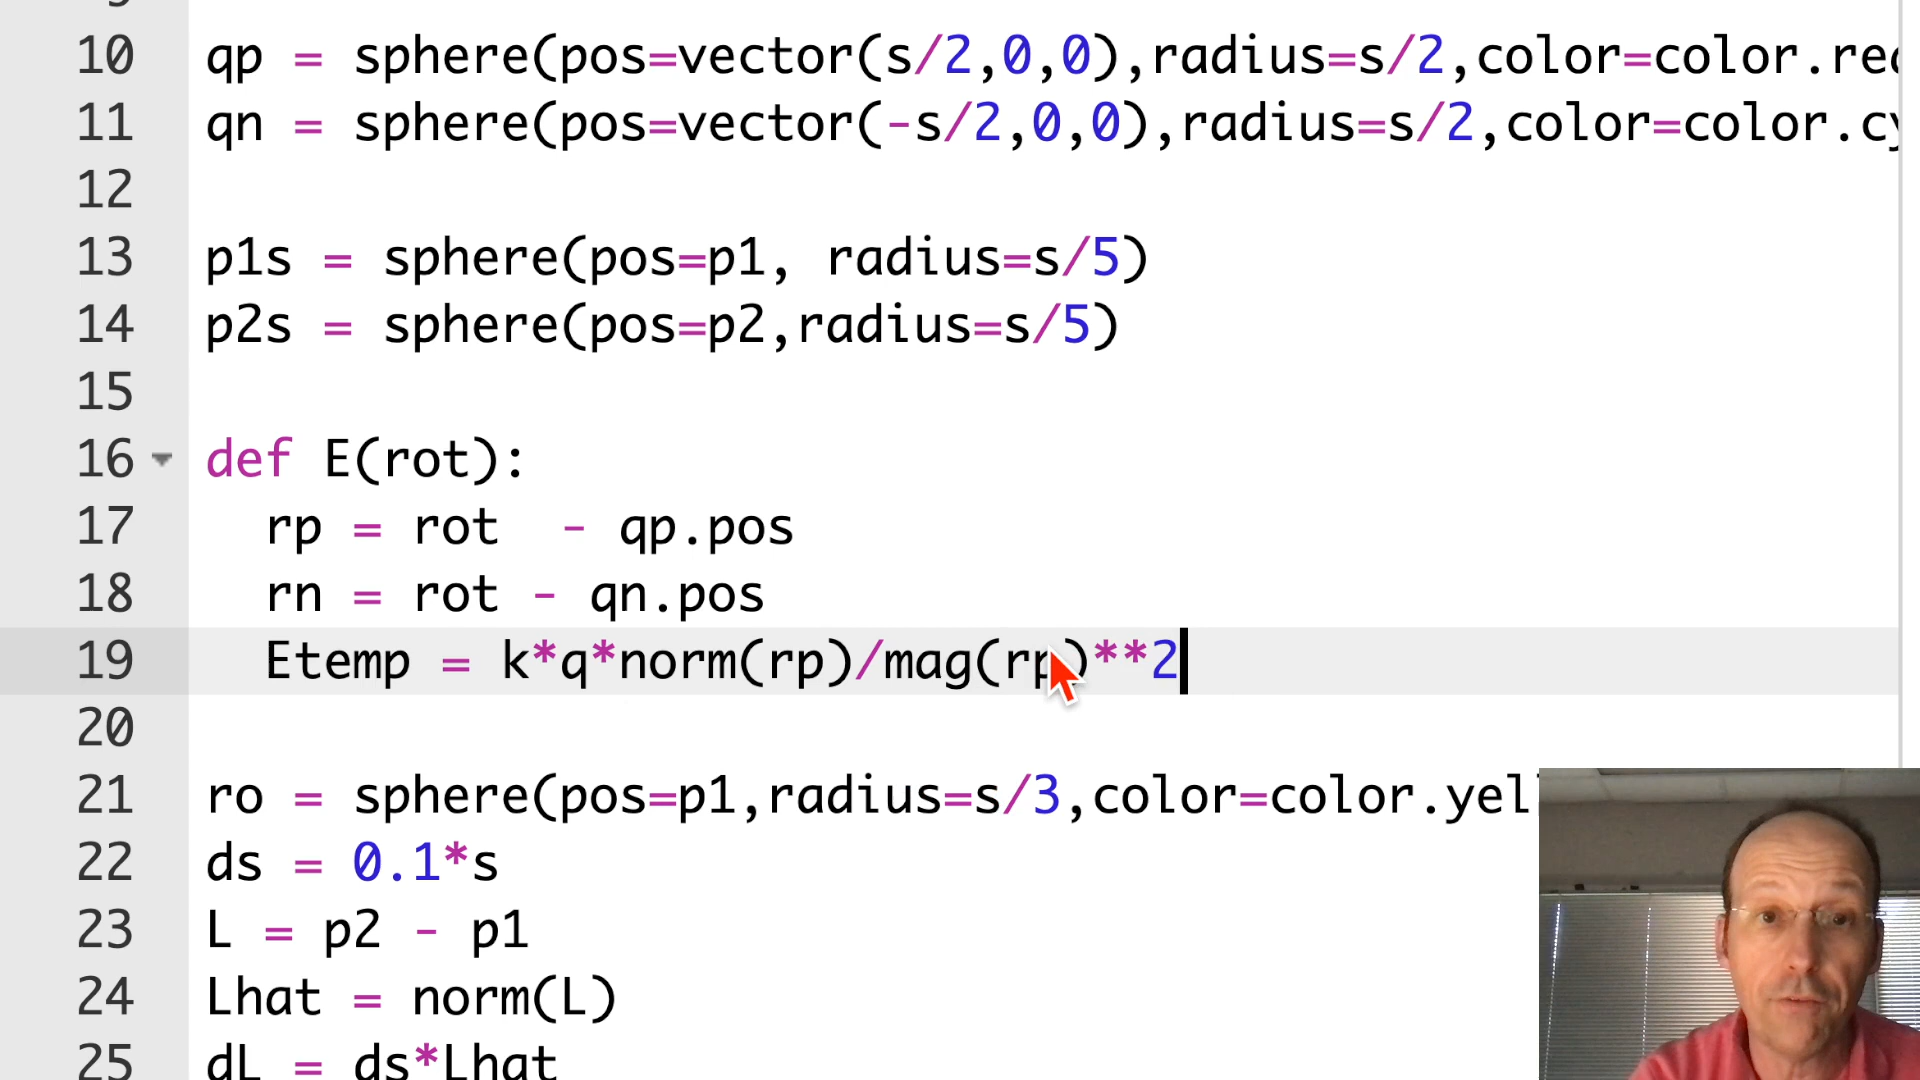 10 qp = sphere(pos=vector(s/2,0,0),radius=s/2,color=color.red
11 qn = sphere(pos=vector(-s/2,0,0),radius=s/2,color=color.cy
12
13 p1s = sphere(pos=p1, radius=s/5)
14 p2s = sphere(pos=p2,radius=s/5)
15
16 def E(rot):
17 rp = rot  - qp.pos
18 rn = rot - qn.pos
19 Etemp = k*q*norm(rp)/mag(rp)**2
20
21 ro = sphere(pos=p1,radius=s/3,color=color.yel
22 ds = 0.1*s
23 L = p2 - p1
24 Lhat = norm(L)
25 dL = ds*Lhat